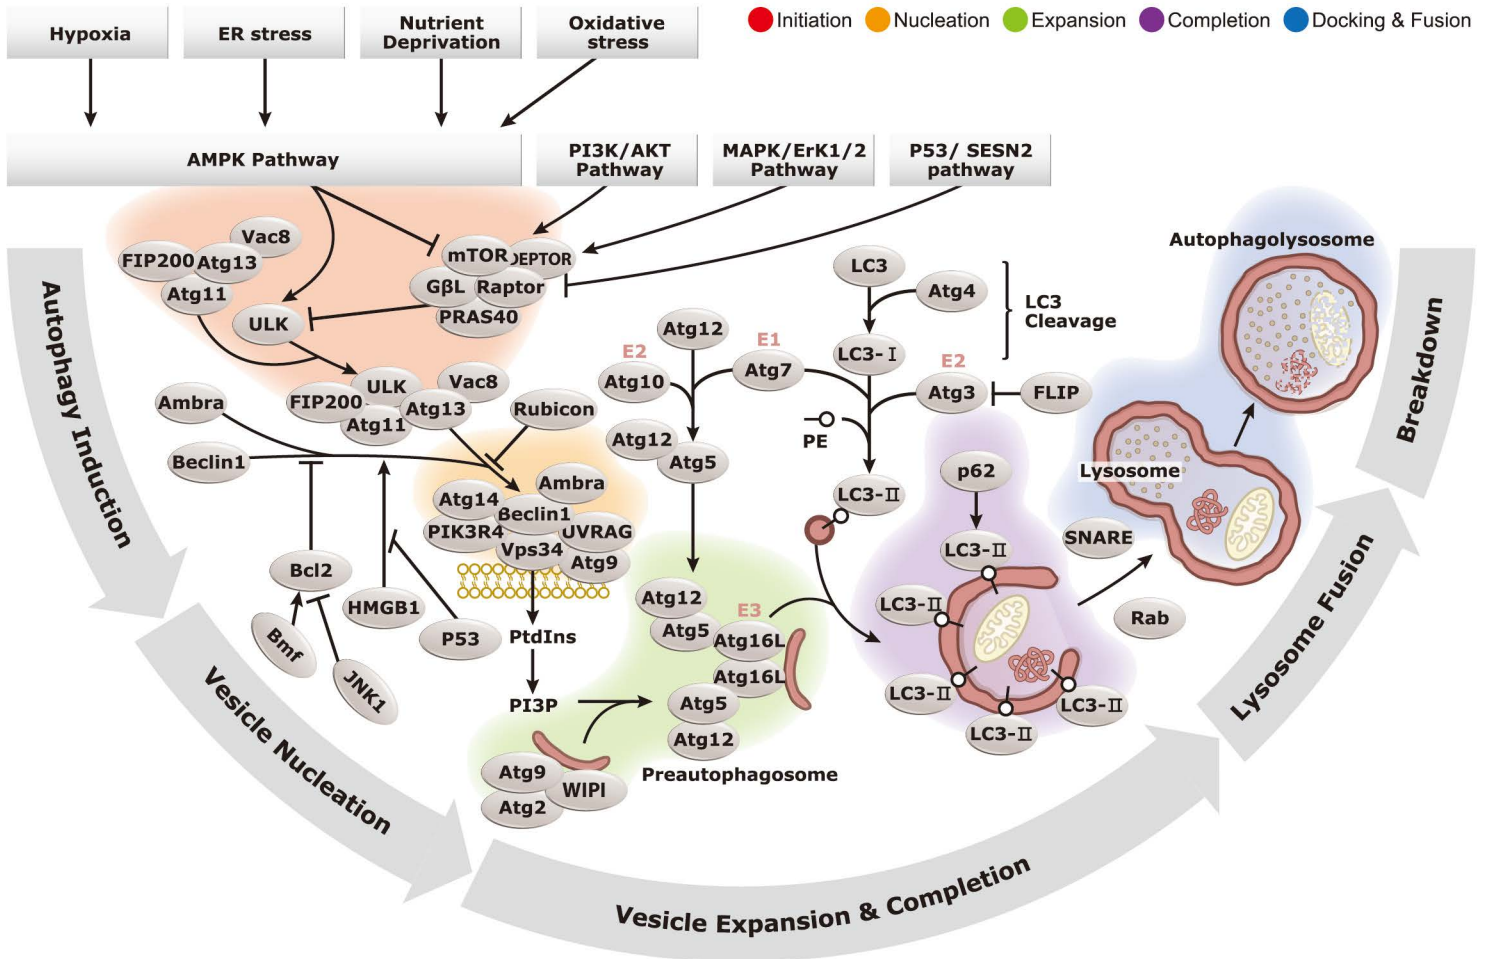 Initiation
Nucleation
Expansion
Completion
Docking & Fusion
Hypoxia
ER stress
Nutrient
Deprivation
Oxidative
stress
AMPK Pathway
PI3K/AKT
Pathway
MAPK/ErK1/2
Pathway
P53/ SESN2
pathway
Vac8
FIP200
Atg13
Atg11
ULK
mTOR
DEPTOR
GβL
Raptor
PRAS40
ULK
Vac8
FIP200
Atg13
Atg11
Ambra
Beclin1
Rubicon
Atg14
Ambra
Beclin1
PIK3R4
UVRAG
Vps34
Atg9
Bcl2
HMGB1
P53
Bmf
JNK1
PtdIns
PI3P
Atg9
Atg2
WIPI
Atg12
E2
Atg10
E1
Atg7
Atg12
Atg5
Atg12
Atg5
E3
Atg16L
Atg16L
Atg5
Atg12
Preautophagosome
LC3
Atg4
LC3
Cleavage
LC3-I
E2
Atg3
FLIP
PE
LC3-II
p62
LC3-II
LC3-II
LC3-II
LC3-II
LC3-II
SNARE
Rab
Lysosome
Autophagolysosome
Autophagy Induction
Vesicle Nucleation
Vesicle Expansion & Completion
Lysosome Fusion
Breakdown